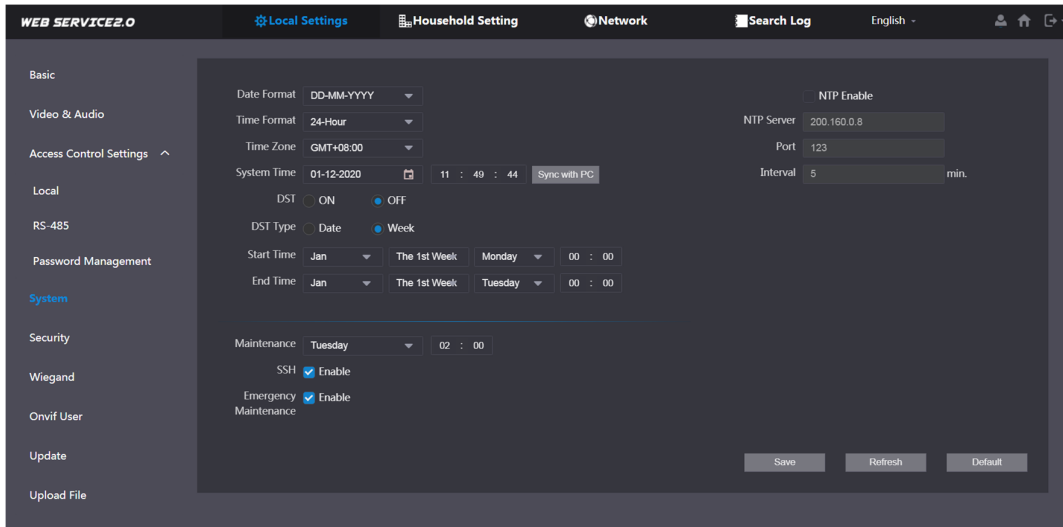 WEB SERVICE2.0
Local Settings
Household Setting
Network
Search Log
English
Basic
Video & Audio
Access Control Settings
Local
RS-485
Password Management
System
Security
Wiegand
Onvif User
Update
Upload File
Date Format DD-MM-YYYY
Time Format 24-Hour
Time Zone GMT+08:00
System Time 01-12-2020 11 : 49 : 44 Sync with PC
DST ON OFF
DST Type Date Week
Start Time Jan The 1st Week Monday 00 : 00
End Time Jan The 1st Week Tuesday 00 : 00
Maintenance Tuesday 02 : 00
SSH Enable
Emergency Enable
Maintenance
NTP Enable
NTP Server 200.160.0.8
Port 123
Interval 5 min.
Save Refresh Default